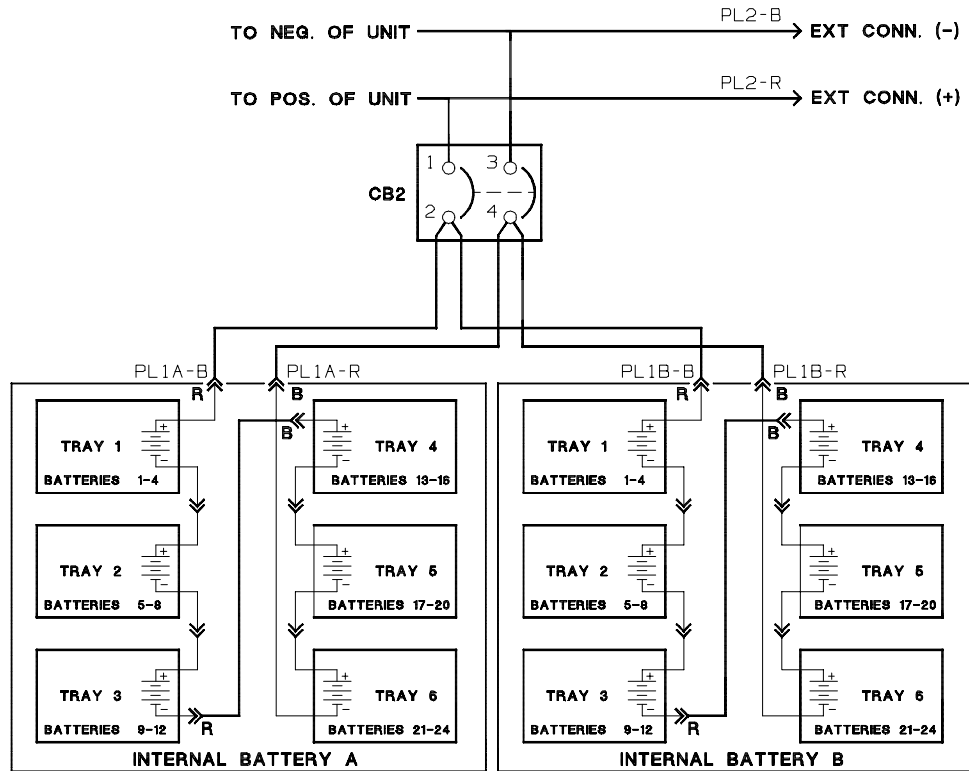 PL2-B
TO NEG. OF UNIT
EXT CONN. (-)
PL2-R
TO POS. OF UNIT
EXT CONN. (+)
1
3
CB2
2
4
PL1A-B
PL1A-R
PL1B-B
PL1B-R
R
B
R
B
TRAY 1
BATTERIES 1-4
B
TRAY 4
BATTERIES 13-16
TRAY 2
BATTERIES 5-8
TRAY 5
BATTERIES 17-20
TRAY 3
BATTERIES 9-12
R
TRAY 6
BATTERIES 21-24
INTERNAL BATTERY A
TRAY 1
BATTERIES 1-4
B
TRAY 4
BATTERIES 13-16
TRAY 2
BATTERIES 5-8
TRAY 5
BATTERIES 17-20
TRAY 3
BATTERIES 9-12
R
TRAY 6
BATTERIES 21-24
INTERNAL BATTERY B